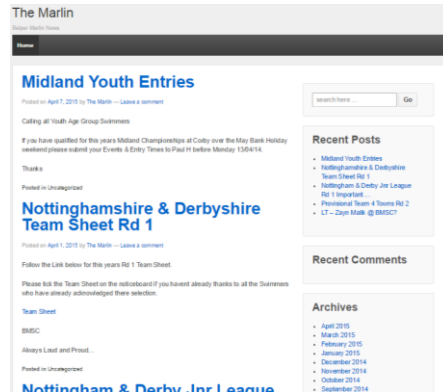 The Marlin
Belper Marlin News
Home
Midland Youth Entries
Posted on April 7, 2015 by The Marlin — Leave a comment
Calling all Youth Age Group Swimmers
If you have qualified for this years Midland Championships at Corby over the May Bank Holiday
weekend please submit your Events & Entry Times to Paul H before Monday 13/04/14.
Thanks
Posted in Uncategorized
Nottinghamshire & Derbyshire
Team Sheet Rd 1
Posted on April 1, 2015 by The Marlin — Leave a comment
Follow the Link below for this years Rd 1 Team Sheet.
Please tick the Team Sheet on the noticeboard if you havent already thanks to all the Swimmers
who have already acknowledged there selection.
Team Sheet
BMSC
Always Loud and Proud…
Posted in Uncategorized
Nottingham & Derby Jnr League
search here …
Go
Recent Posts
Midland Youth Entries
Nottinghamshire & Derbyshire
Team Sheet Rd 1
Nottingham & Derby Jnr League
Rd 1 Important….
Provisional Team 4 Towns Rd 2
LT – Zayn Malik @ BMSC?
Recent Comments
Archives
April 2015
March 2015
February 2015
January 2015
December 2014
November 2014
October 2014
September 2014